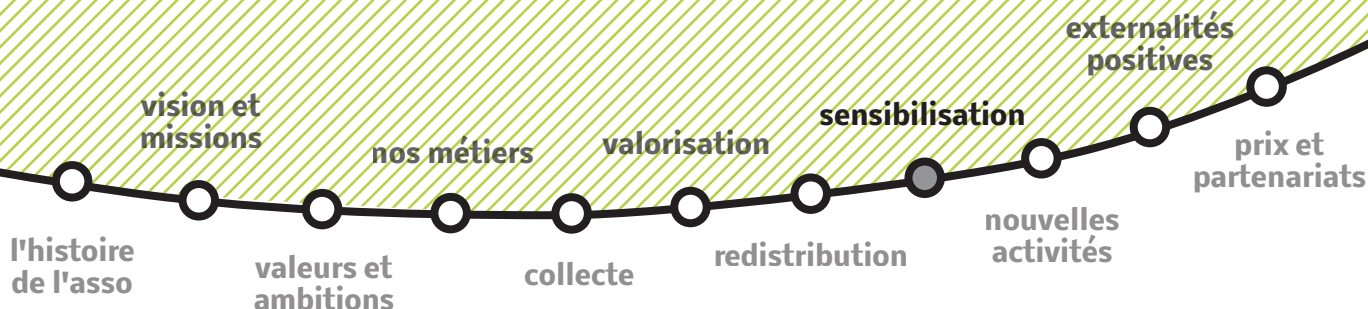 l'histoire
de l'asso
vision et
missions
valeurs et
ambitions
nos métiers
collecte
valorisation
redistribution
sensibilisation
nouvelles
activités
externalités
positives
prix et
partenariats